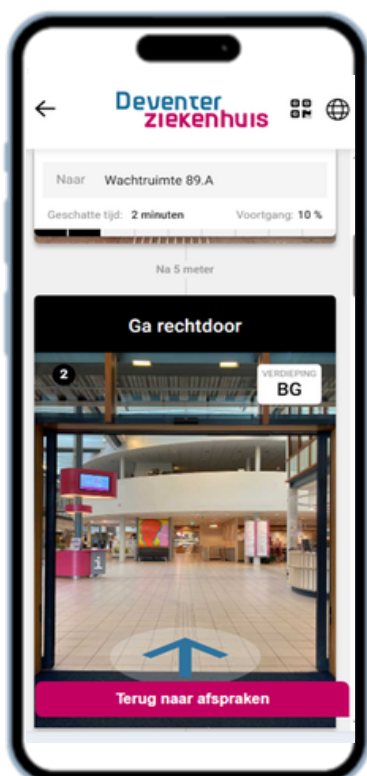 Deventer
ziekenhuis
Naar Wachtruimte 89.A
Geschatte tijd: 2 minuten Voortgang: 10 %
Na 5 meter
Ga rechtdoor
2
VERDIEPING
BG
i
Terug naar afspraken